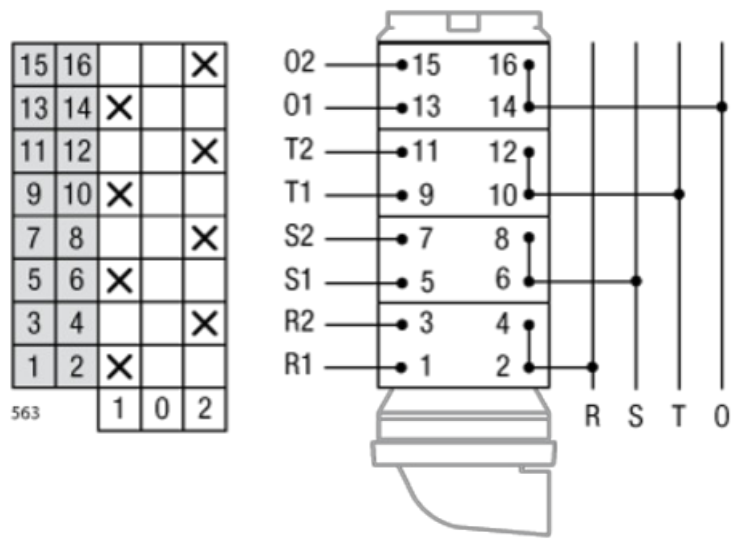 15 16 X
13 14 X
11 12 X
9 10 X
7 8 X
5 6 X
3 4 X
1 2 X
563 1 0 2
O2 15 16
O1 13 14
T2 11 12
T1 9 10
S2 7 8
S1 5 6
R2 3 4
R1 1 2
R S T O